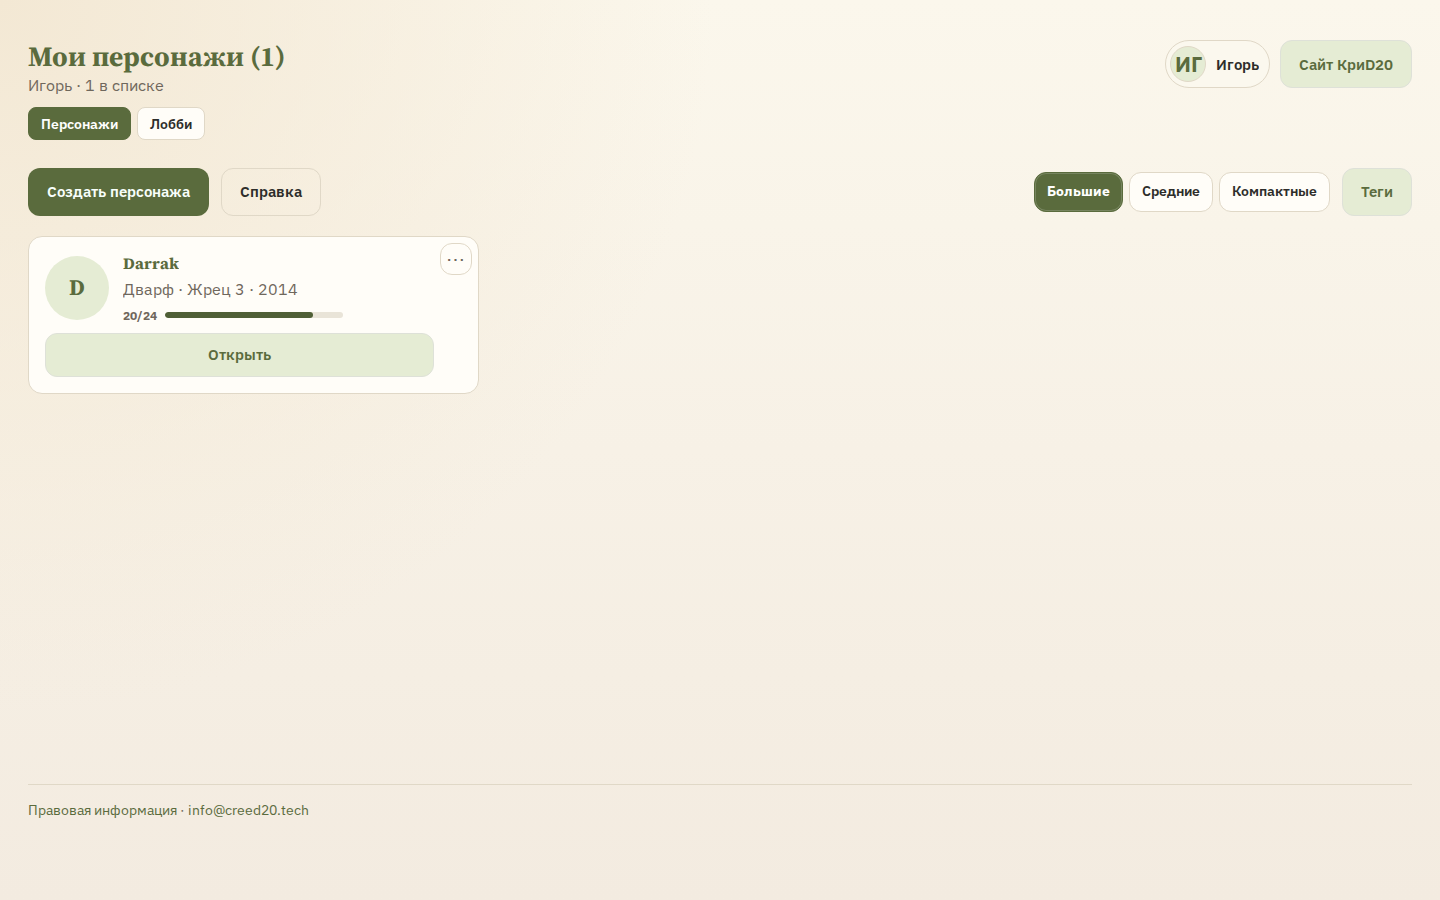 Мои персонажи (1)
Игорь · 1 в списке
Персонажи
Лобби
ИГ
Игорь
Сайт КриD20
Создать персонажа
Справка
Большие
Средние
Компактные
Теги
D
Darrak
Дварф · Жрец 3 · 2014
20/24
···
Открыть
Правовая информация · info@creed20.tech